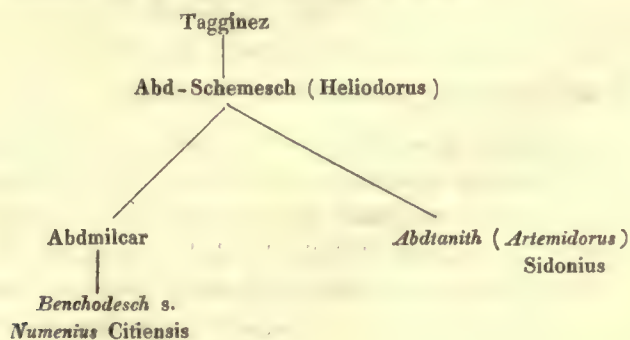 Tagginez
Abd-Schemesch (Heliodorus)
Abdmilcar . . . . . Abdtanith (Artemidorus)
Sidonius
Benchodesch s.
Numenius Citiensis